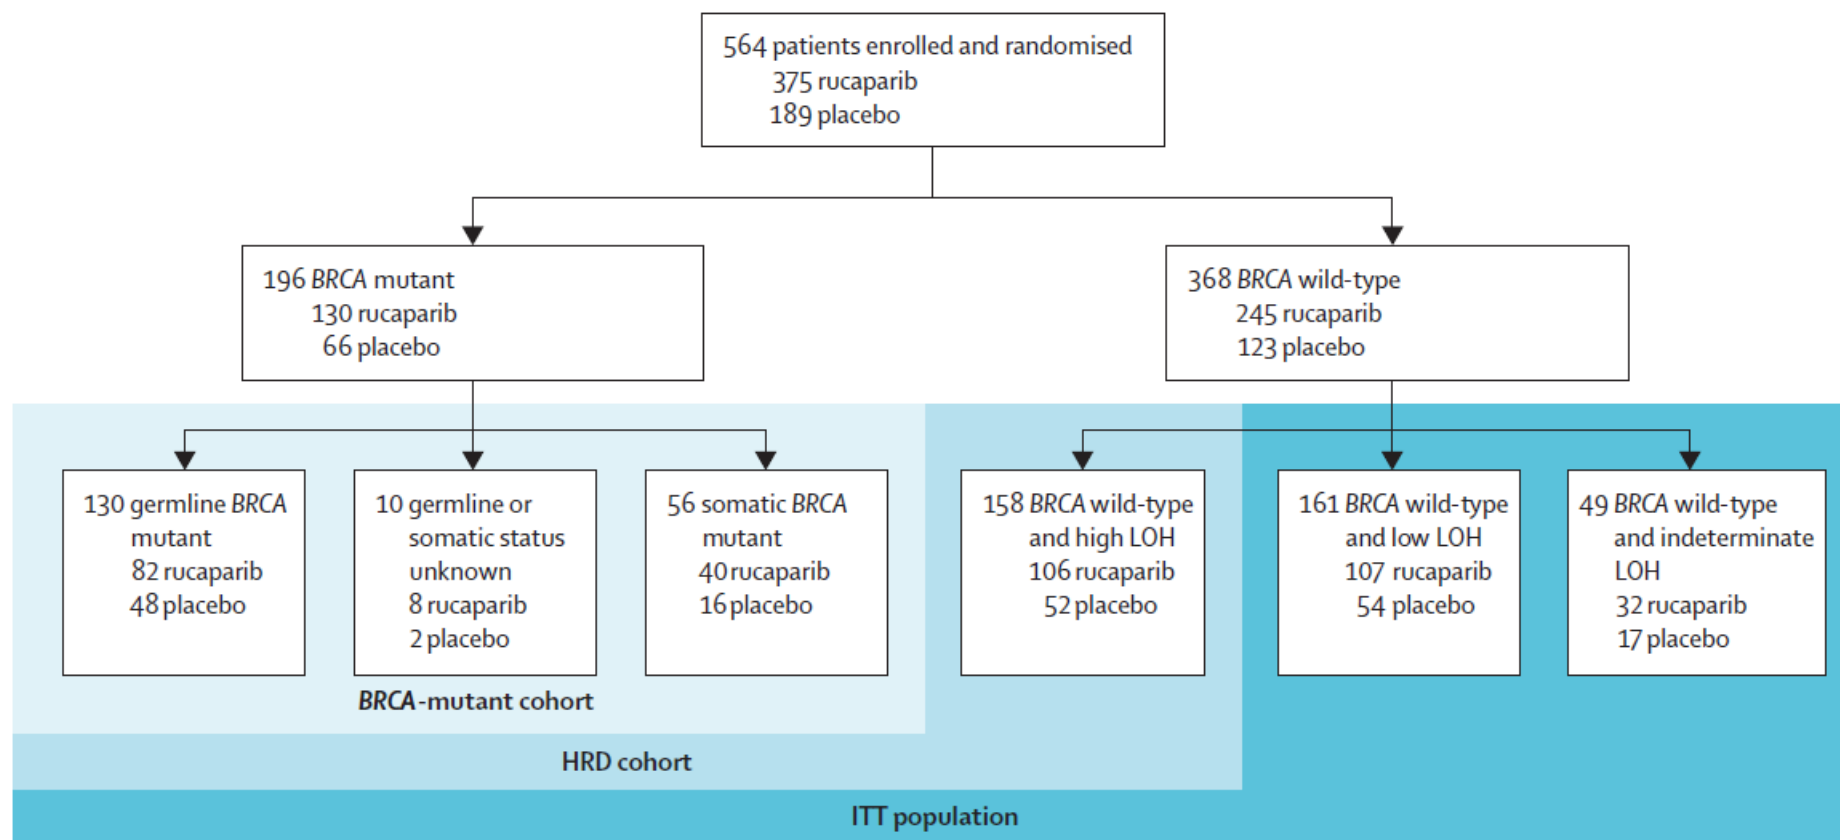 564 patients enrolled and randomised
375 rucaparib
189 placebo
196 BRCA mutant
130 rucaparib
66 placebo
368 BRCA wild-type
245 rucaparib
123 placebo
130 germline BRCA
mutant
82 rucaparib
48 placebo
10 germline or
somatic status
unknown
8 rucaparib
2 placebo
56 somatic BRCA
mutant
40 rucaparib
16 placebo
158 BRCA wild-type
and high LOH
106 rucaparib
52 placebo
161 BRCA wild-type
and low LOH
107 rucaparib
54 placebo
49 BRCA wild-type
and indeterminate
LOH
32 rucaparib
17 placebo
BRCA-mutant cohort
HRD cohort
ITT population